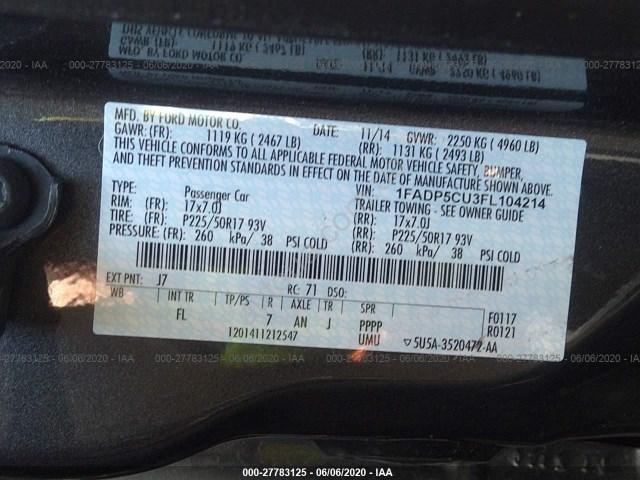 000-27783125 - 06/06/2020 - IAA
MFD. BY FORD MOTOR CO. DATE: 11/14 GVWR: 2250 KG ( 4960 LB)
GAWR: (FR): 1119 KG ( 2467 LB) (RR): 1131 KG ( 2493 LB)
THIS VEHICLE CONFORMS TO ALL APPLICABLE FEDERAL MOTOR VEHICLE SAFETY, BUMPER,
AND THEFT PREVENTION STANDARDS IN EFFECT ON THE DATE OF MANUFACTURE SHOWN ABOVE.
VIN: 1FADP5CU3FL104214
TYPE: Passenger Car TRAILER TOWING - SEE OWNER GUIDE
RIM: (FR): 17x7.0J (RR): 17x7.0J
TIRE: (FR): P225/50R17 93V (RR): P225/50R17 93V
PRESSURE: (FR): 260 kPa/ 38 PSI COLD (RR): 260 kPa/ 38 PSI COLD
EXT PNT: J7 RC: 71 DSO:
WB INT TR TP/PS R AXLE TR SPR F0117
FL 7 AN J PPPP R0121
1201411212547 UMU 5U5A-3520472-AA
000-27783125 - 06/06/2020 - IAA